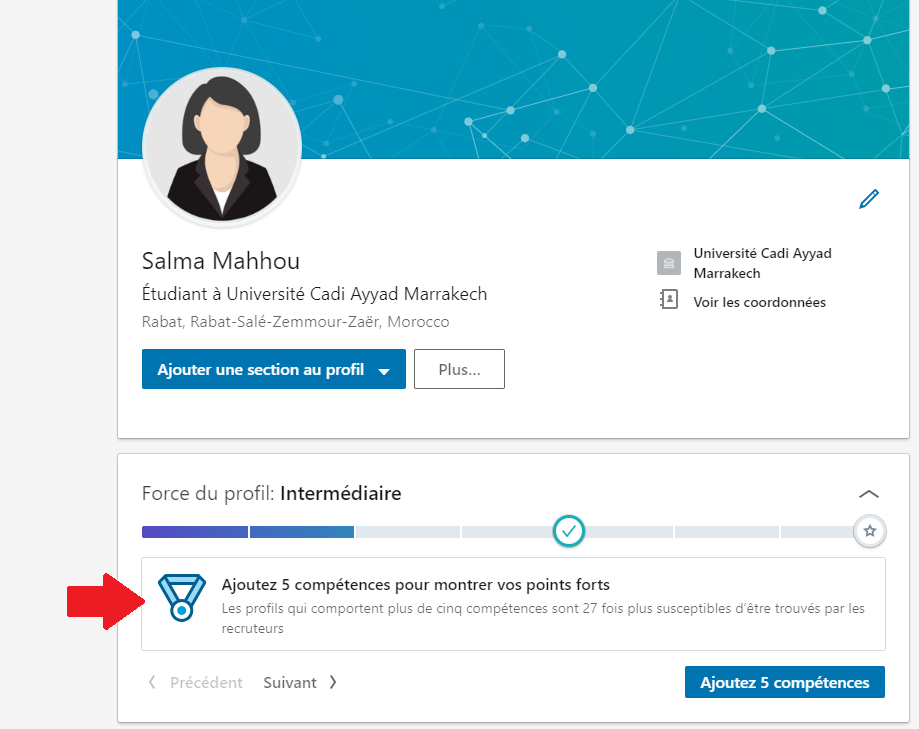 Salma Mahhou
Étudiant à Université Cadi Ayyad Marrakech
Rabat, Rabat-Salé-Zemmour-Zaër, Morocco
Ajouter une section au profil
Plus...
Université Cadi Ayyad
Marrakech
Voir les coordonnées
Force du profil: Intermédiaire
Ajoutez 5 compétences pour montrer vos points forts
Les profils qui comportent plus de cinq compétences sont 27 fois plus susceptibles d’être trouvés par les
recruteurs
Précédent
Suivant
Ajoutez 5 compétences